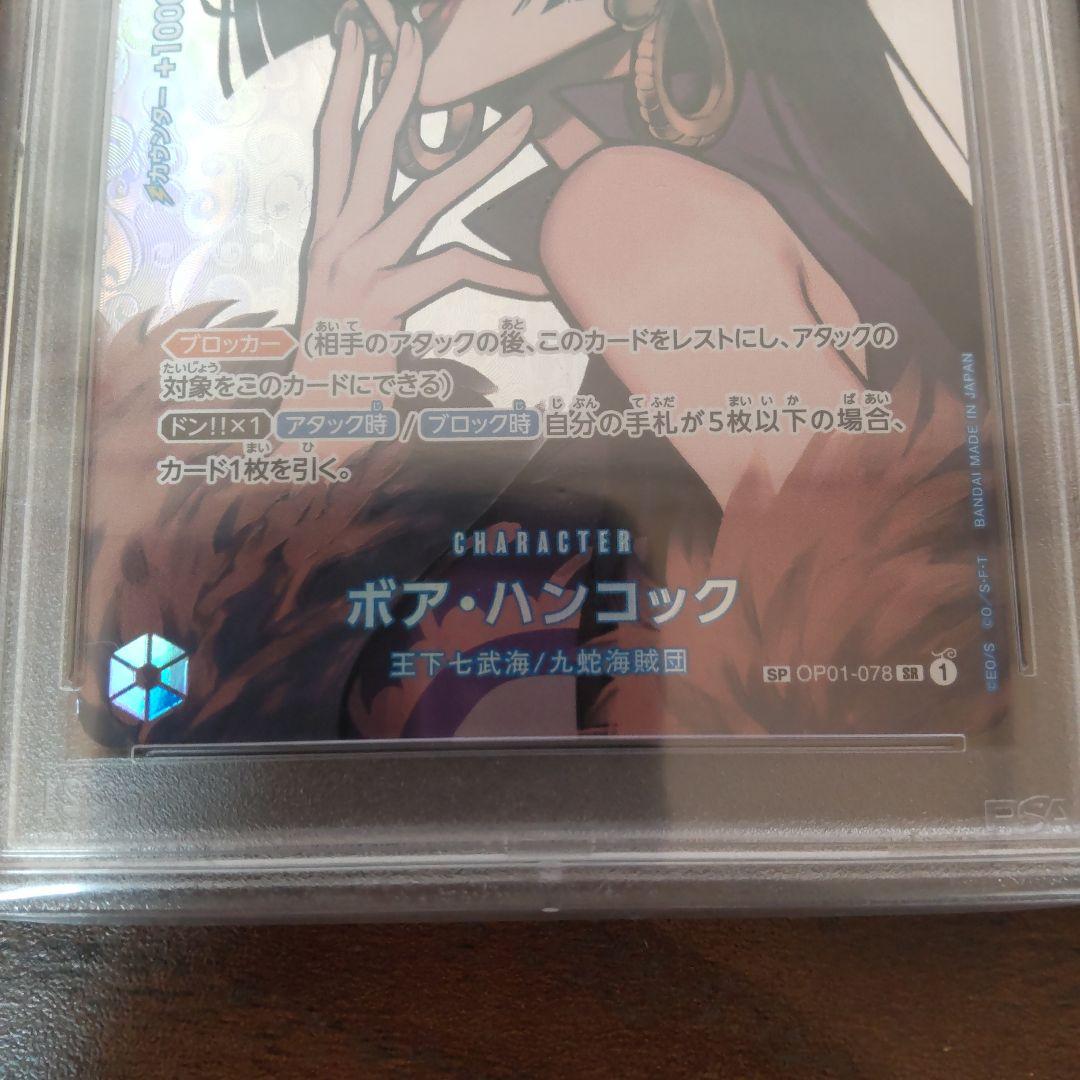 カウンター +1000
ブロッカー (相手のアタックの後、このカードをレストにし、アタックの
対象をこのカードにできる)
ドン!!×1 アタック時 / ブロック時 自分の手札が5枚以下の場合、
カード1枚を引く。
CHARACTER
ボア・ハンコック
王下七武海/九蛇海賊団
SP OP01-078 SR 1
©EO/S ©O/S・F・T BANDAI MADE IN JAPAN
PSA